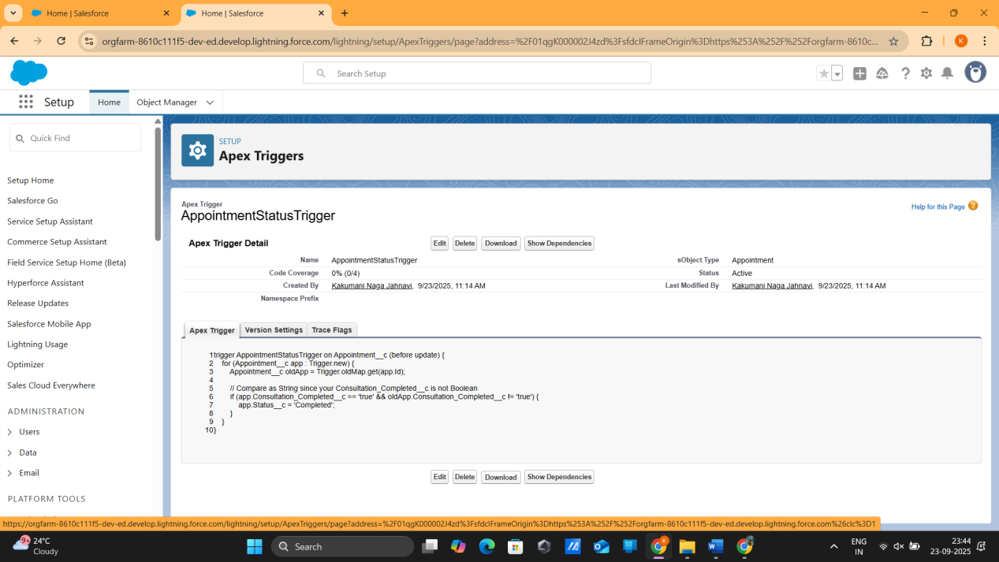 Home | Salesforce
Home | Salesforce
orgfarm-8610c111f5-dev-ed.develop.lightning.force.com/lightning/setup/ApexTriggers/page?address=%2F01qgK000002J4zd%3FsfdcIFrameOrigin%3Dhttps%253A%252F%252Forgfarm-8610c...
K
Search Setup
Setup
Home
Object Manager
Quick Find
Setup Home
Salesforce Go
Service Setup Assistant
Commerce Setup Assistant
Field Service Setup Home (Beta)
Hyperforce Assistant
Release Updates
Salesforce Mobile App
Lightning Usage
Optimizer
Sales Cloud Everywhere
ADMINISTRATION
Users
Data
Email
PLATFORM TOOLS
SETUP
Apex Triggers
Apex Trigger
AppointmentStatusTrigger
Help for this Page
Apex Trigger Detail
Edit Delete Download Show Dependencies
Name AppointmentStatusTrigger sObject Type Appointment
Code Coverage 0% (0/4) Status Active
Created By Kakumani Naga Jahnavi, 9/23/2025, 11:14 AM Last Modified By Kakumani Naga Jahnavi, 9/23/2025, 11:14 AM
Namespace Prefix
Apex Trigger Version Settings Trace Flags
1trigger AppointmentStatusTrigger on Appointment__c (before update) {
2 for (Appointment__c app : Trigger.new) {
3 Appointment__c oldApp = Trigger.oldMap.get(app.Id);
4
5 // Compare as String since your Consultation_Completed__c is not Boolean
6 if (app.Consultation_Completed__c == 'true' && oldApp.Consultation_Completed__c != 'true') {
7 app.Status__c = 'Completed';
8 }
9 }
10}
Edit Delete Download Show Dependencies
https://orgfarm-8610c111f5-dev-ed.develop.lightning.force.com/lightning/setup/ApexTriggers/page?address=%2F01qgK000002J4zd%3FsfdcIFrameOrigin%3Dhttps%253A%252F%252Forgfarm-8610c111f5-dev-ed.develop.lightning.force.com%26clc%3D1
9+
24°C
Cloudy
Search
ENG
IN
23:44
23-09-2025